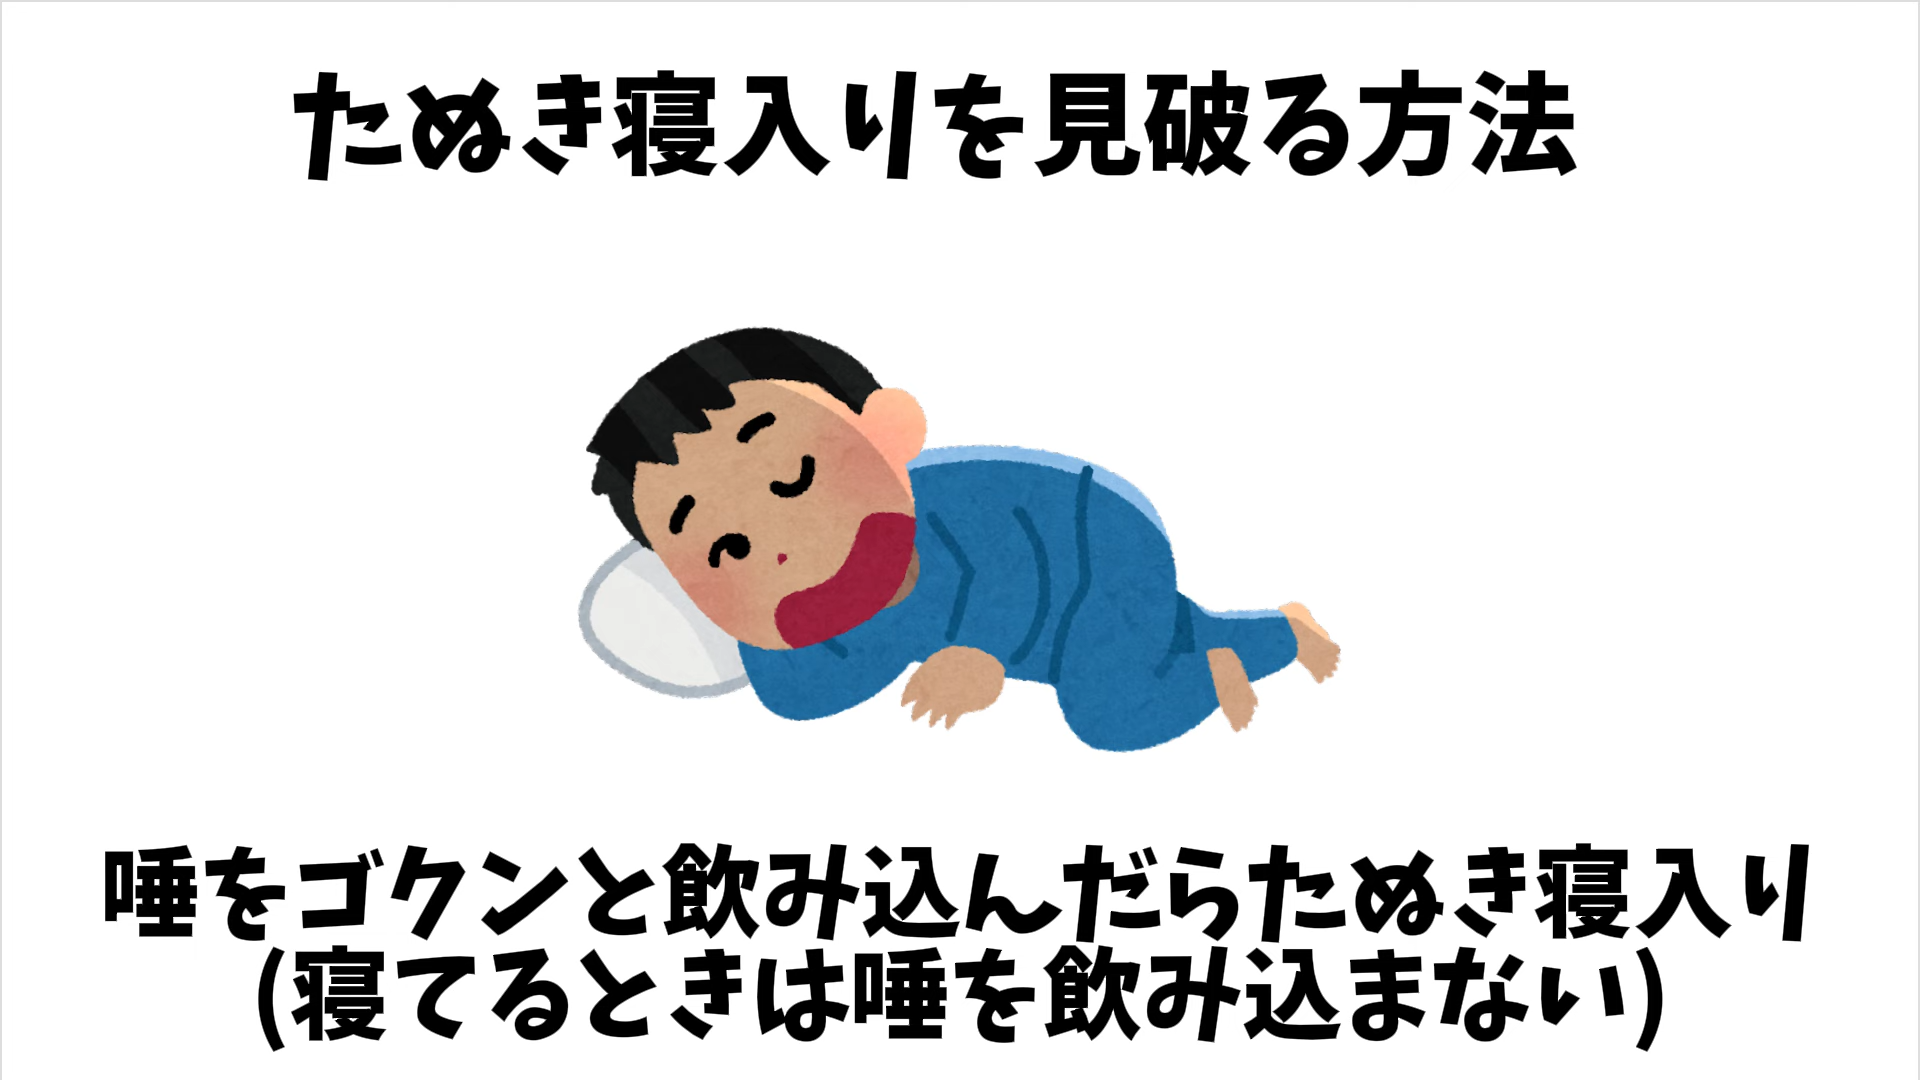 たぬき寝入りを見破る方法
唾をゴクンと飲み込んだらたぬき寝入り
(寝てるときは唾を飲み込まない)